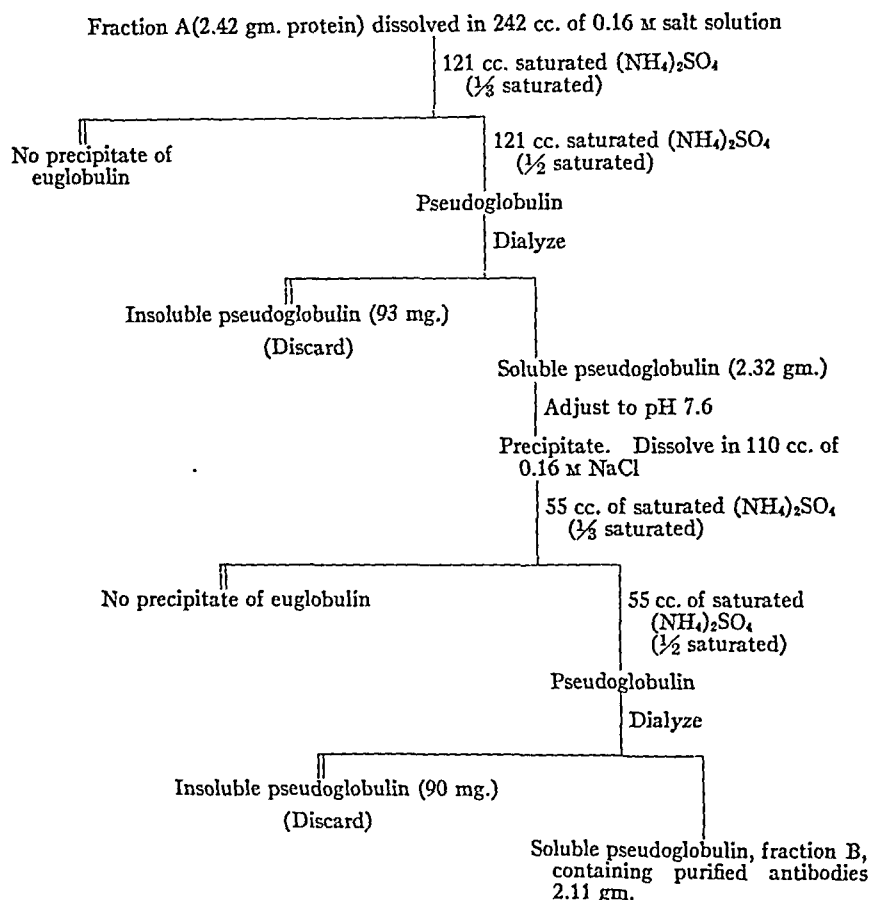 Fraction A(2.42 gm. protein) dissolved in 242 cc. of 0.16 M salt solution
121 cc. saturated (NH₄)₂SO₄
(⅓ saturated)
No precipitate of
euglobulin
121 cc. saturated (NH₄)₂SO₄
(½ saturated)
Pseudoglobulin
Dialyze
Insoluble pseudoglobulin (93 mg.)
(Discard)
Soluble pseudoglobulin (2.32 gm.)
Adjust to pH 7.6
Precipitate. Dissolve in 110 cc. of
0.16 M NaCl
55 cc. of saturated (NH₄)₂SO₄
(⅓ saturated)
No precipitate of euglobulin
55 cc. of saturated
(NH₄)₂SO₄
(½ saturated)
Pseudoglobulin
Dialyze
Insoluble pseudoglobulin (90 mg.)
(Discard)
Soluble pseudoglobulin, fraction B,
containing purified antibodies
2.11 gm.